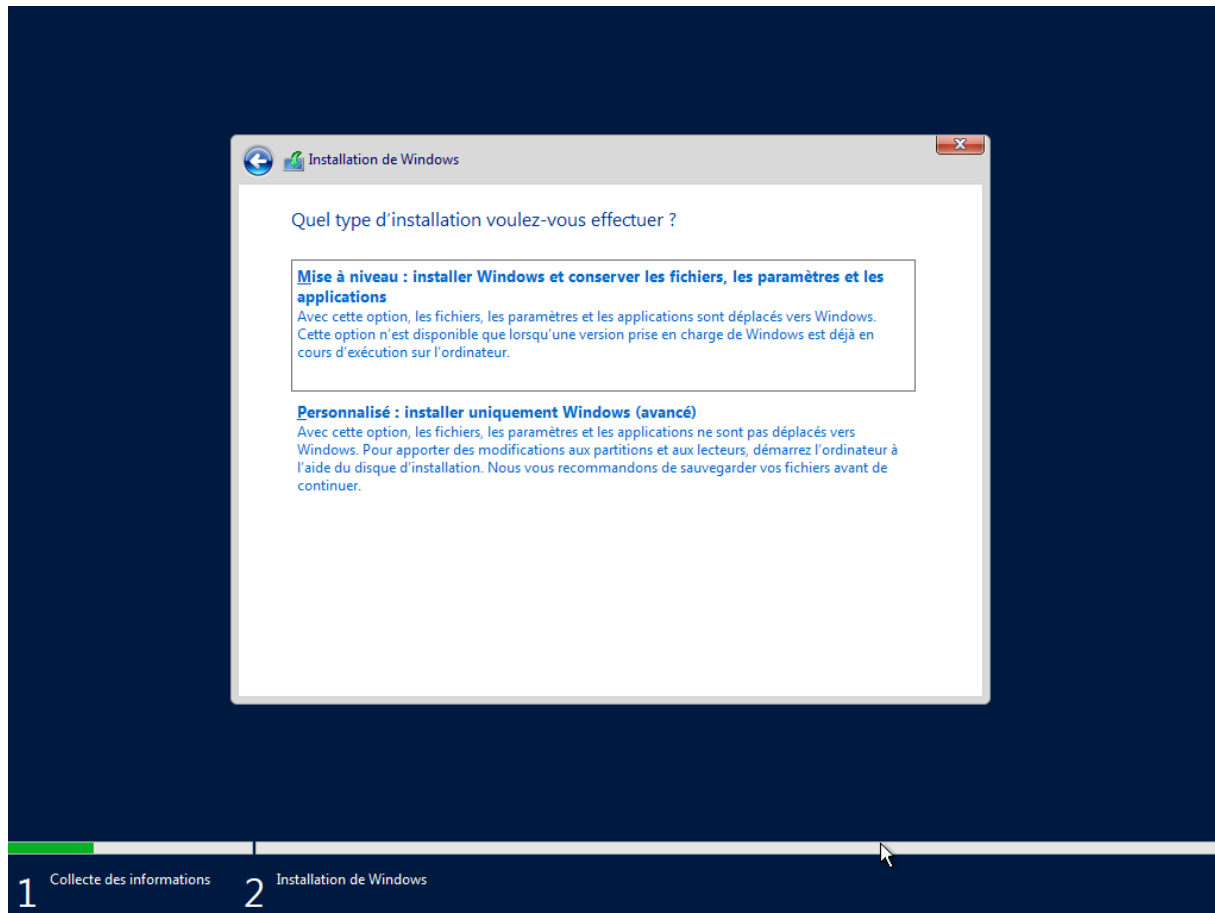 Installation de Windows
Quel type d’installation voulez-vous effectuer ?
Mise à niveau : installer Windows et conserver les fichiers, les paramètres et les
applications
Avec cette option, les fichiers, les paramètres et les applications sont déplacés vers Windows.
Cette option n’est disponible que lorsqu’une version prise en charge de Windows est déjà en
cours d’exécution sur l’ordinateur.
Personnalisé : installer uniquement Windows (avancé)
Avec cette option, les fichiers, les paramètres et les applications ne sont pas déplacés vers
Windows. Pour apporter des modifications aux partitions et aux lecteurs, démarrez l’ordinateur à
l’aide du disque d’installation. Nous vous recommandons de sauvegarder vos fichiers avant de
continuer.
1 Collecte des informations 2 Installation de Windows